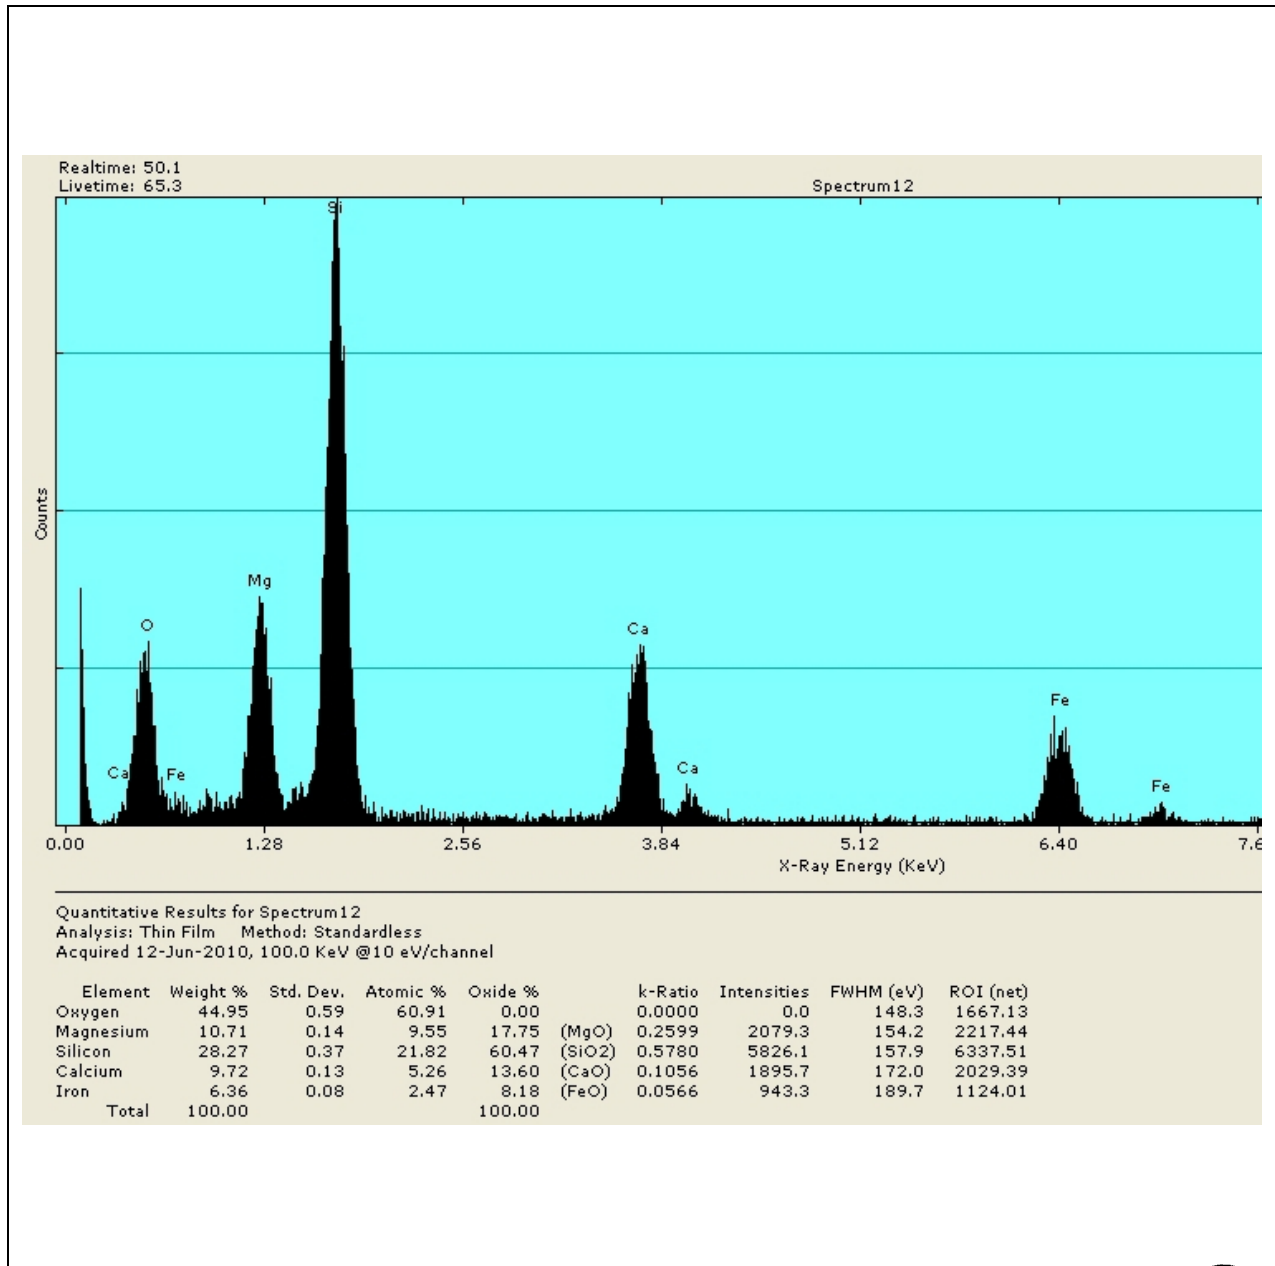 Realtime: 50.1
Livetime: 65.3 Spectrum12
Si
Mg
O
Ca
Fe
Ca
Ca
Fe
Fe
Counts
0.00 1.28 2.56 3.84 5.12 6.40 7.6
X-Ray Energy (KeV)
Quantitative Results for Spectrum12
Analysis: Thin Film Method: Standardless
Acquired 12-Jun-2010, 100.0 KeV @10 eV/channel
Element Weight % Std. Dev. Atomic % Oxide % k-Ratio Intensities FWHM (eV) ROI (net)
Oxygen 44.95 0.59 60.91 0.00 0.0000 0.0 148.3 1667.13
Magnesium 10.71 0.14 9.55 17.75 (MgO) 0.2599 2079.3 154.2 2217.44
Silicon 28.27 0.37 21.82 60.47 (SiO2) 0.5780 5826.1 157.9 6337.51
Calcium 9.72 0.13 5.26 13.60 (CaO) 0.1056 1895.7 172.0 2029.39
Iron 6.36 0.08 2.47 8.18 (FeO) 0.0566 943.3 189.7 1124.01
Total 100.00 100.00